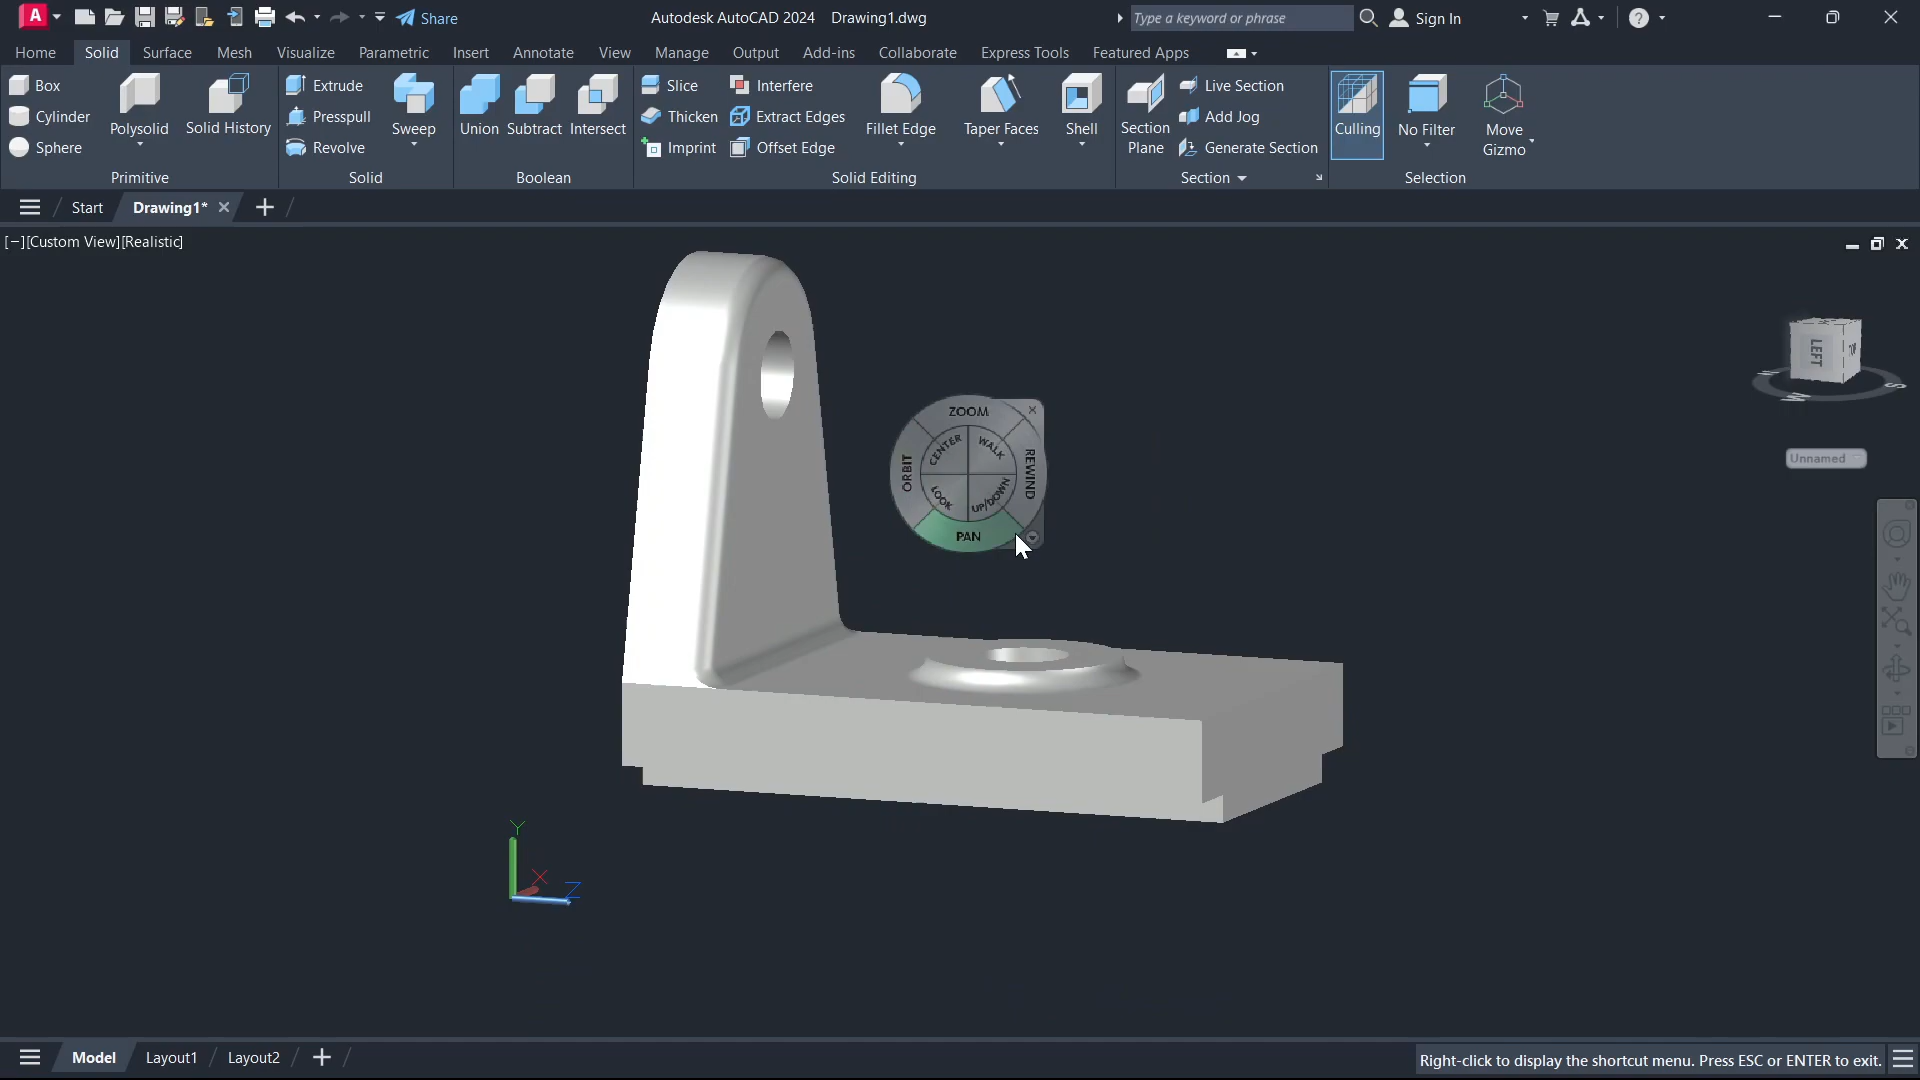 A Share Autodesk AutoCAD 2024 Drawing1.dwg Type a keyword or phrase Sign In
Home Solid Surface Mesh Visualize Parametric Insert Annotate View Manage Output Add-ins Collaborate Express Tools Featured Apps
Box
Cylinder
Sphere
Polysolid
Solid History
Primitive
Extrude
Presspull
Revolve
Sweep
Solid
Union
Subtract
Intersect
Boolean
Slice
Thicken
Imprint
Interfere
Extract Edges
Offset Edge
Fillet Edge
Taper Faces
Shell
Solid Editing
Section
Plane
Live Section
Add Jog
Generate Section
Section
Culling
No Filter
Move
Gizmo
Selection
Start Drawing1* +
[−][Custom View][Realistic]
LEFT
TOP
W
S
Unnamed
ZOOM
CENTER
WALK
ORBIT
REWIND
LOOK
UP/DOWN
PAN
Y
X
Z
Model Layout1 Layout2 +
Right-click to display the shortcut menu. Press ESC or ENTER to exit.